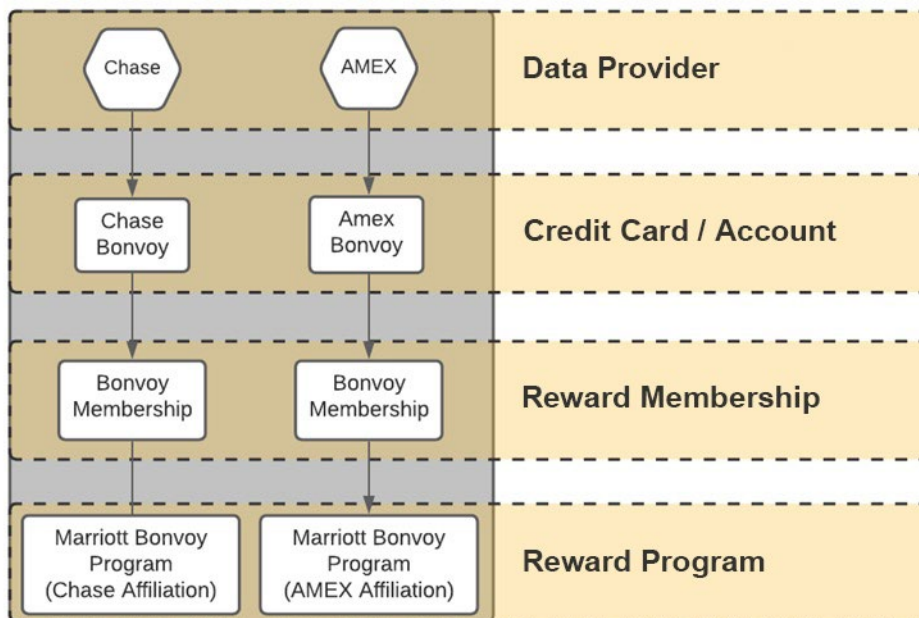 Chase
AMEX
Data Provider
Chase
Bonvoy
Amex
Bonvoy
Credit Card / Account
Bonvoy
Membership
Bonvoy
Membership
Reward Membership
Marriott Bonvoy
Program
(Chase Affiliation)
Marriott Bonvoy
Program
(AMEX Affiliation)
Reward Program